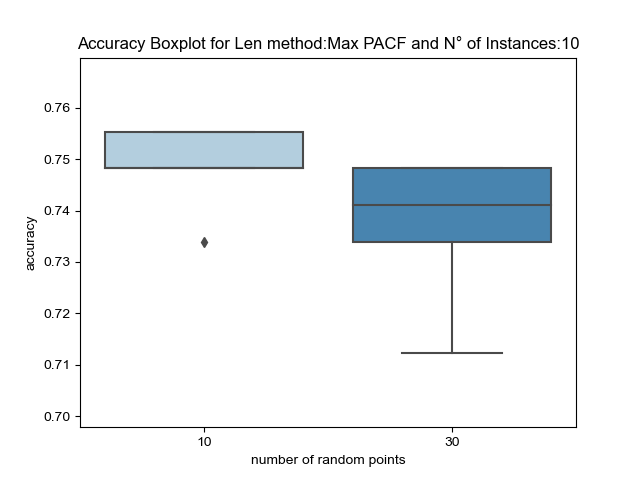 Accuracy Boxplot for Len method:Max PACF and N° of Instances:10
0.76
0.75
0.74
0.73
0.72
0.71
0.70
accuracy
10 30
number of random points